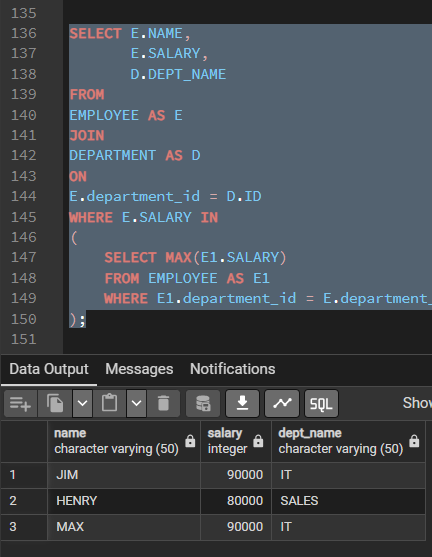 135
136 SELECT E.NAME,
137 E.SALARY,
138 D.DEPT_NAME
139 FROM
140 EMPLOYEE AS E
141 JOIN
142 DEPARTMENT AS D
143 ON
144 E.department_id = D.ID
145 WHERE E.SALARY IN
146 (
147 SELECT MAX(E1.SALARY)
148 FROM EMPLOYEE AS E1
149 WHERE E1.department_id = E.department_
150 );
151
Data Output Messages Notifications
SQL Show
name salary dept_name
character varying (50) integer character varying (50)
1 JIM 90000 IT
2 HENRY 80000 SALES
3 MAX 90000 IT